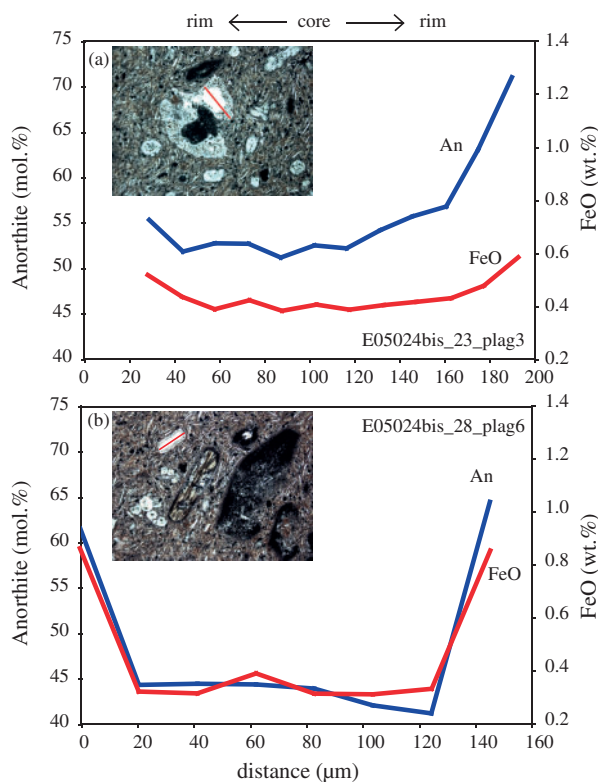 rim ← core → rim
75
70
65
60
55
50
45
40
Anorthite (mol.%)
(a)
An
FeO
E05024bis_23_plag3
1.4
1.2
1.0
0.8
0.6
0.4
0.2
FeO (wt.%)
0 20 40 60 80 100 120 140 160 180 200
75
70
65
60
55
50
45
40
Anorthite (mol.%)
(b)
E05024bis_28_plag6
An
FeO
1.4
1.2
1.0
0.8
0.6
0.4
0.2
FeO (wt.%)
0 20 40 60 80 100 120 140 160
distance (µm)